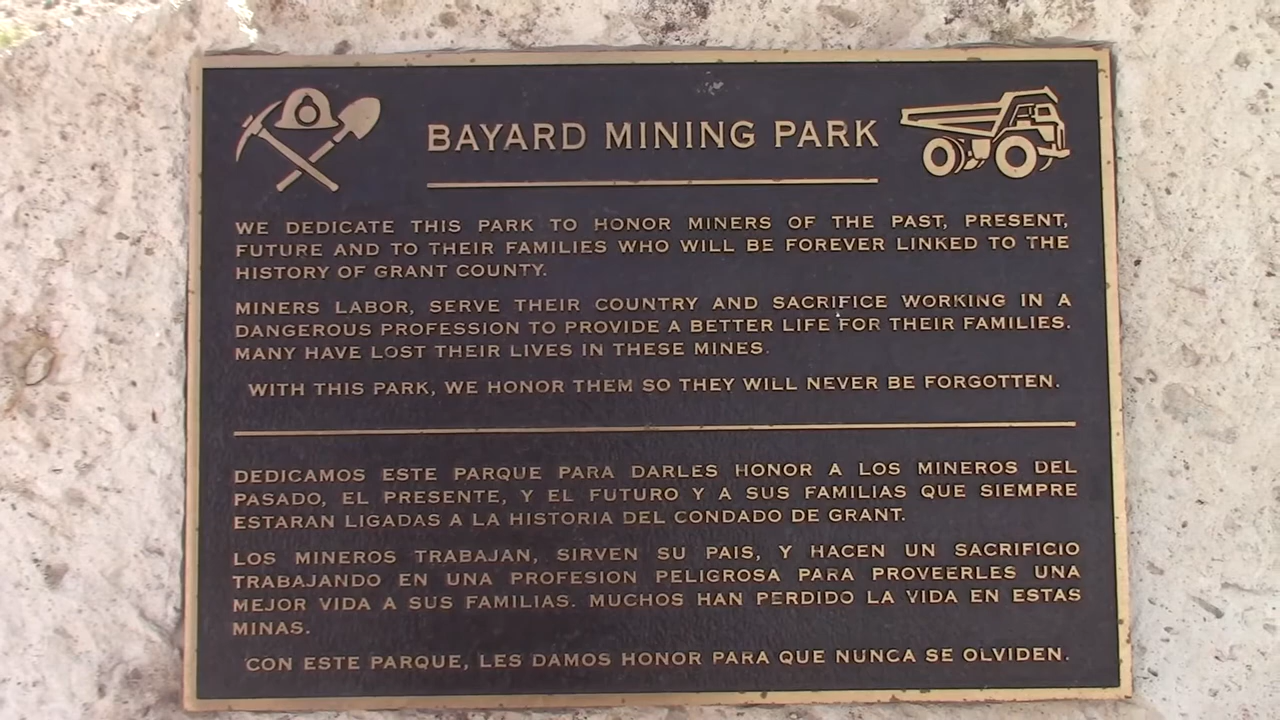 BAYARD MINING PARK
WE DEDICATE THIS PARK TO HONOR MINERS OF THE PAST, PRESENT,
FUTURE AND TO THEIR FAMILIES WHO WILL BE FOREVER LINKED TO THE
HISTORY OF GRANT COUNTY.
MINERS LABOR, SERVE THEIR COUNTRY AND SACRIFICE WORKING IN A
DANGEROUS PROFESSION TO PROVIDE A BETTER LIFE FOR THEIR FAMILIES.
MANY HAVE LOST THEIR LIVES IN THESE MINES.
WITH THIS PARK, WE HONOR THEM SO THEY WILL NEVER BE FORGOTTEN.
DEDICAMOS ESTE PARQUE PARA DARLES HONOR A LOS MINEROS DEL
PASADO, EL PRESENTE, Y EL FUTURO Y A SUS FAMILIAS QUE SIEMPRE
ESTARAN LIGADAS A LA HISTORIA DEL CONDADO DE GRANT.
LOS MINEROS TRABAJAN, SIRVEN SU PAIS, Y HACEN UN SACRIFICIO
TRABAJANDO EN UNA PROFESION PELIGROSA PARA PROVEERLES UNA
MEJOR VIDA A SUS FAMILIAS. MUCHOS HAN PERDIDO LA VIDA EN ESTAS
MINAS.
CON ESTE PARQUE, LES DAMOS HONOR PARA QUE NUNCA SE OLVIDEN.